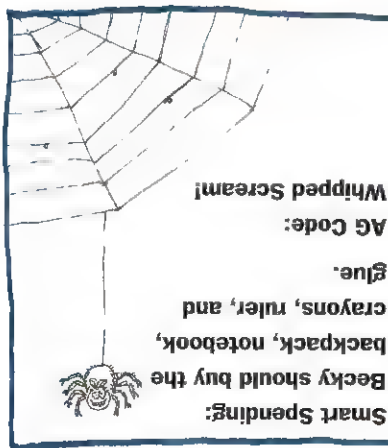 Smart Spending:
Becky should buy the
backpack, notebook,
crayons, ruler, and
glue.
AG Code:
Whipped Scream!